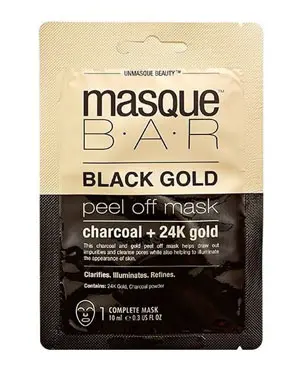 UNMASQUE BEAUTY™
masque™
B·A·R
BLACK GOLD
peel off mask
charcoal + 24K gold
This charcoal and gold peel off mask helps draw out
impurities and cleanse pores while also helping to illuminate
the appearance of skin.
Clarifies. Illuminates. Refines.
Contains: 24K Gold, Charcoal powder
1 COMPLETE MASK
10 ml ℮ 0.3 US FL OZ